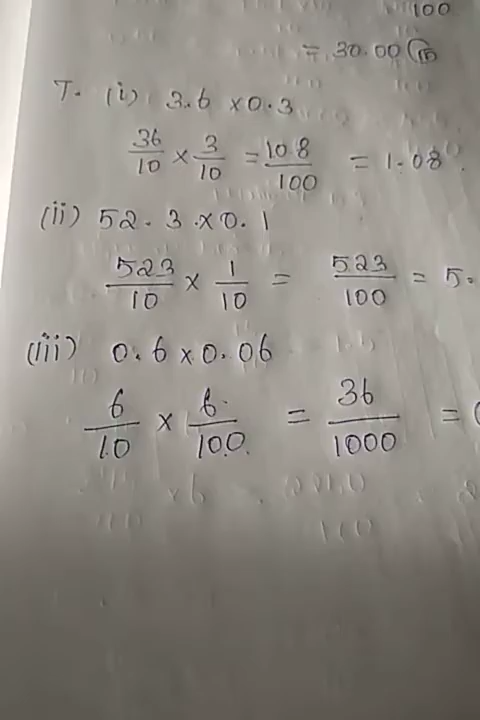 100
= 30.00
7. (i) 3.6 × 0.3
36/10 × 3/10 = 108/100 = 1.08
(ii) 52.3 × 0.1
523/10 × 1/10 = 523/100 = 5.
(iii) 0.6 × 0.06
6/10 × 6/100 = 36/1000 =